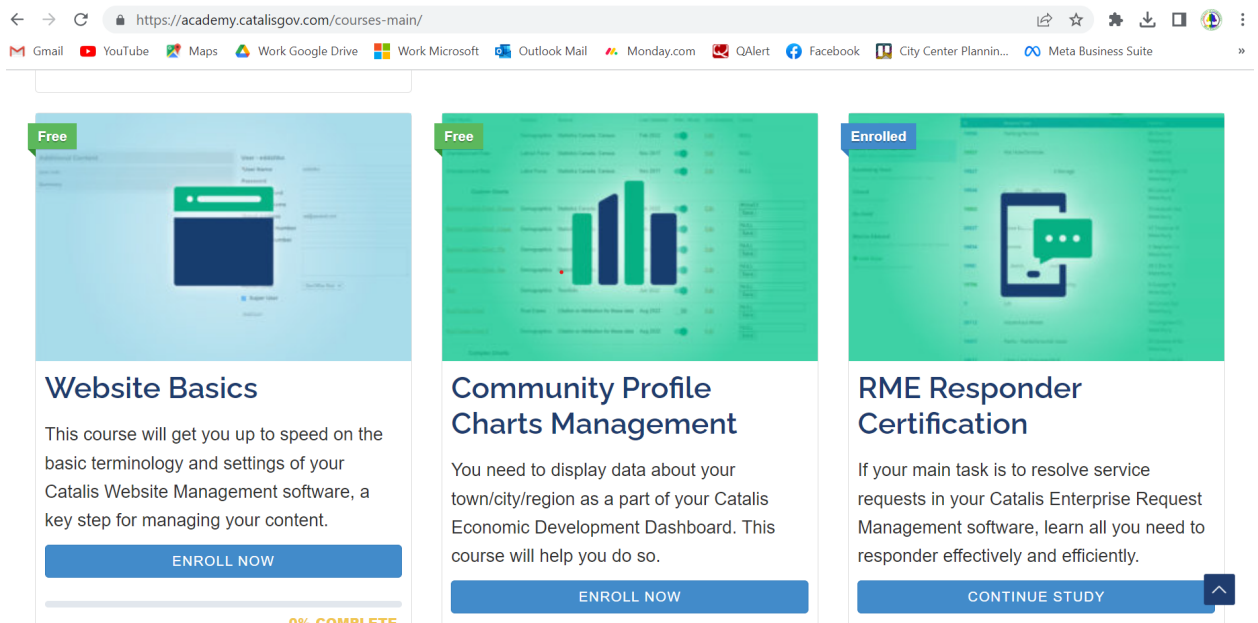 https://academy.catalisgov.com/courses-main/
Gmail YouTube Maps Work Google Drive Work Microsoft Outlook Mail Monday.com QAlert Facebook City Center Plannin... Meta Business Suite »
Free
Website Basics
This course will get you up to speed on the
basic terminology and settings of your
Catalis Website Management software, a
key step for managing your content.
ENROLL NOW
0% COMPLETE
Free
Community Profile
Charts Management
You need to display data about your
town/city/region as a part of your Catalis
Economic Development Dashboard. This
course will help you do so.
ENROLL NOW
Enrolled
RME Responder
Certification
If your main task is to resolve service
requests in your Catalis Enterprise Request
Management software, learn all you need to
responder effectively and efficiently.
CONTINUE STUDY